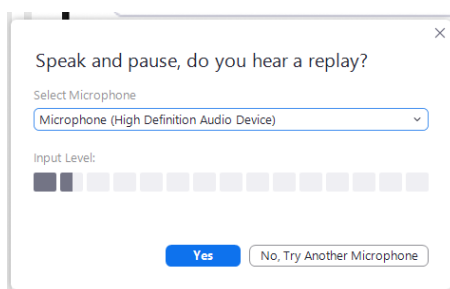 Speak and pause, do you hear a replay?
Select Microphone
Microphone (High Definition Audio Device)
Input Level:
Yes
No, Try Another Microphone